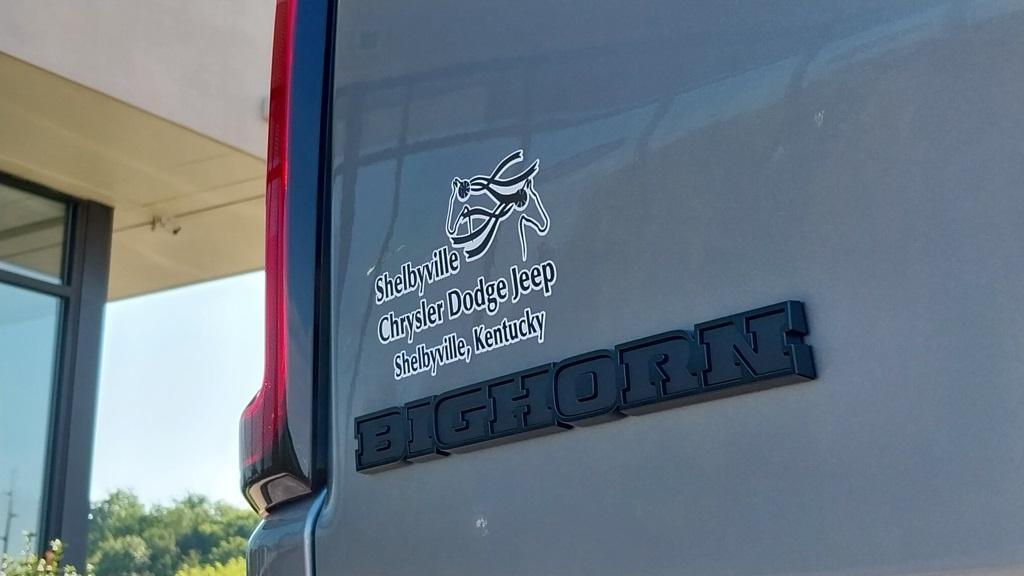 Shelbyville
Chrysler Dodge Jeep
Shelbyville, Kentucky
BIGHORN